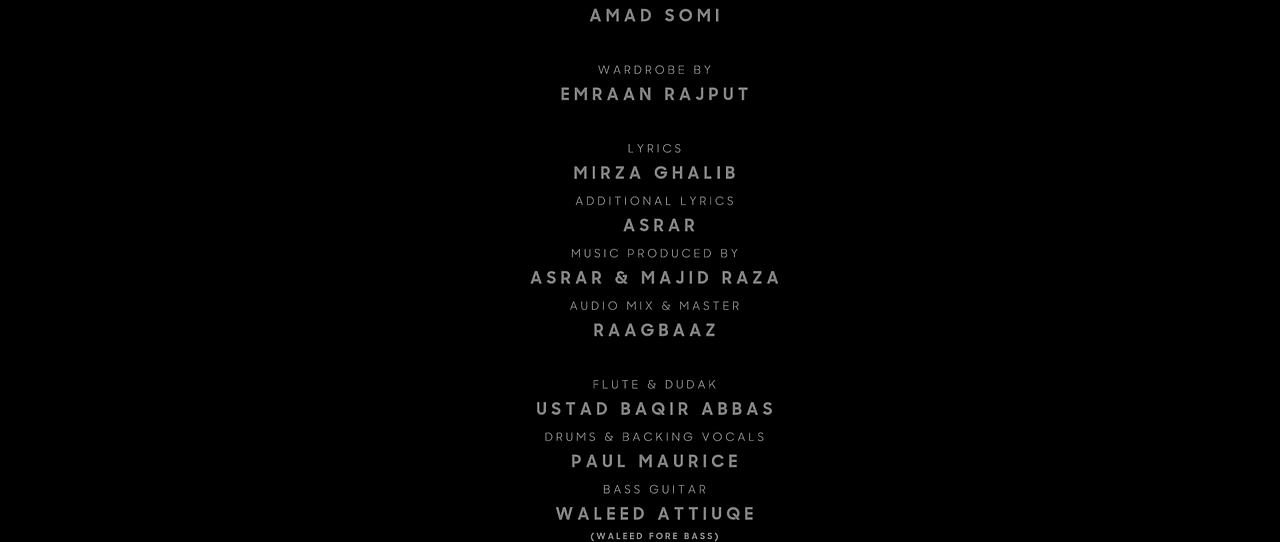 AMAD SOMI
WARDROBE BY
EMRAAN RAJPUT
LYRICS
MIRZA GHALIB
ADDITIONAL LYRICS
ASRAR
MUSIC PRODUCED BY
ASRAR & MAJID RAZA
AUDIO MIX & MASTER
RAAGBAAZ
FLUTE & DUDAK
USTAD BAQIR ABBAS
DRUMS & BACKING VOCALS
PAUL MAURICE
BASS GUITAR
WALEED ATTIUQE
(WALEED FORE BASS)